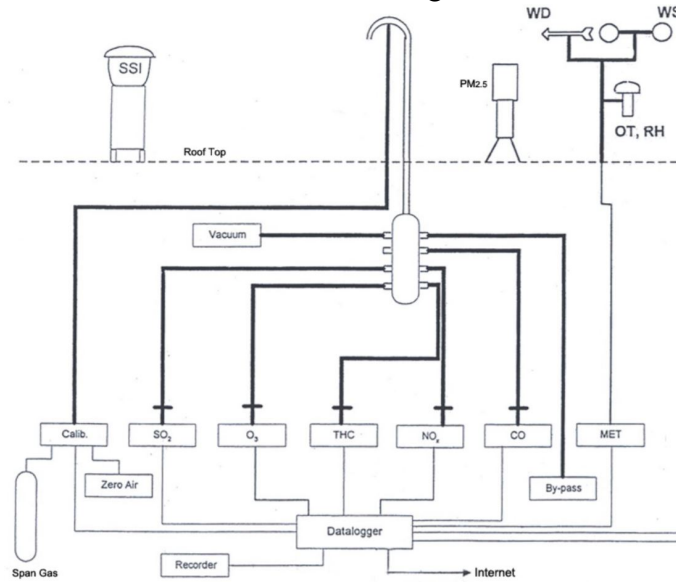 WD
WS
SSI
PM2.5
OT, RH
Roof Top
Vacuum
Calib.
SO2
O3
THC
NOx
CO
MET
Zero Air
By-pass
Span Gas
Datalogger
Recorder
Internet